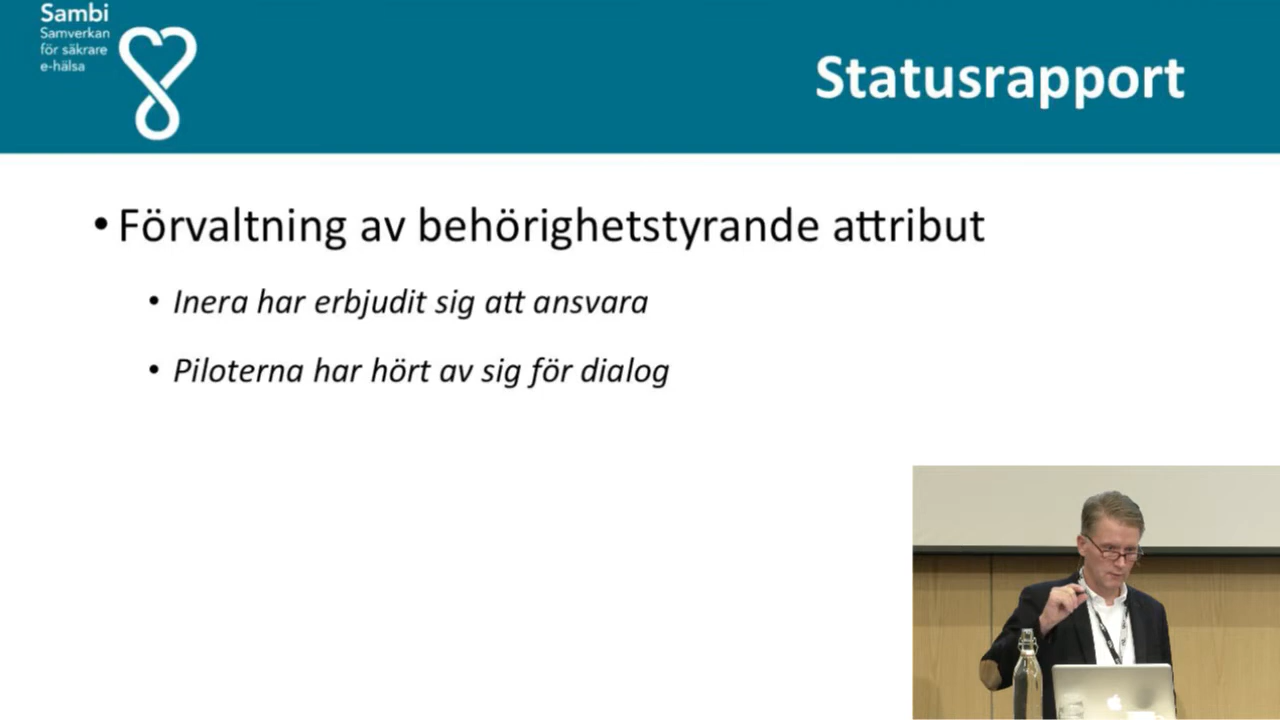 Sambi
Samverkan
för säkrare
e-hälsa
Statusrapport
• Förvaltning av behörighetstyrande attribut
• Inera har erbjudit sig att ansvara
• Piloterna har hört av sig för dialog